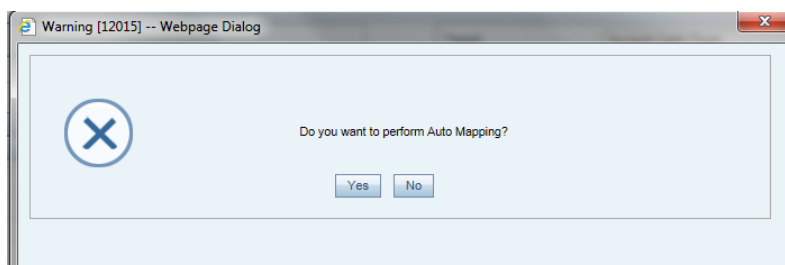 Warning [12015] -- Webpage Dialog
Do you want to perform Auto Mapping?
Yes No